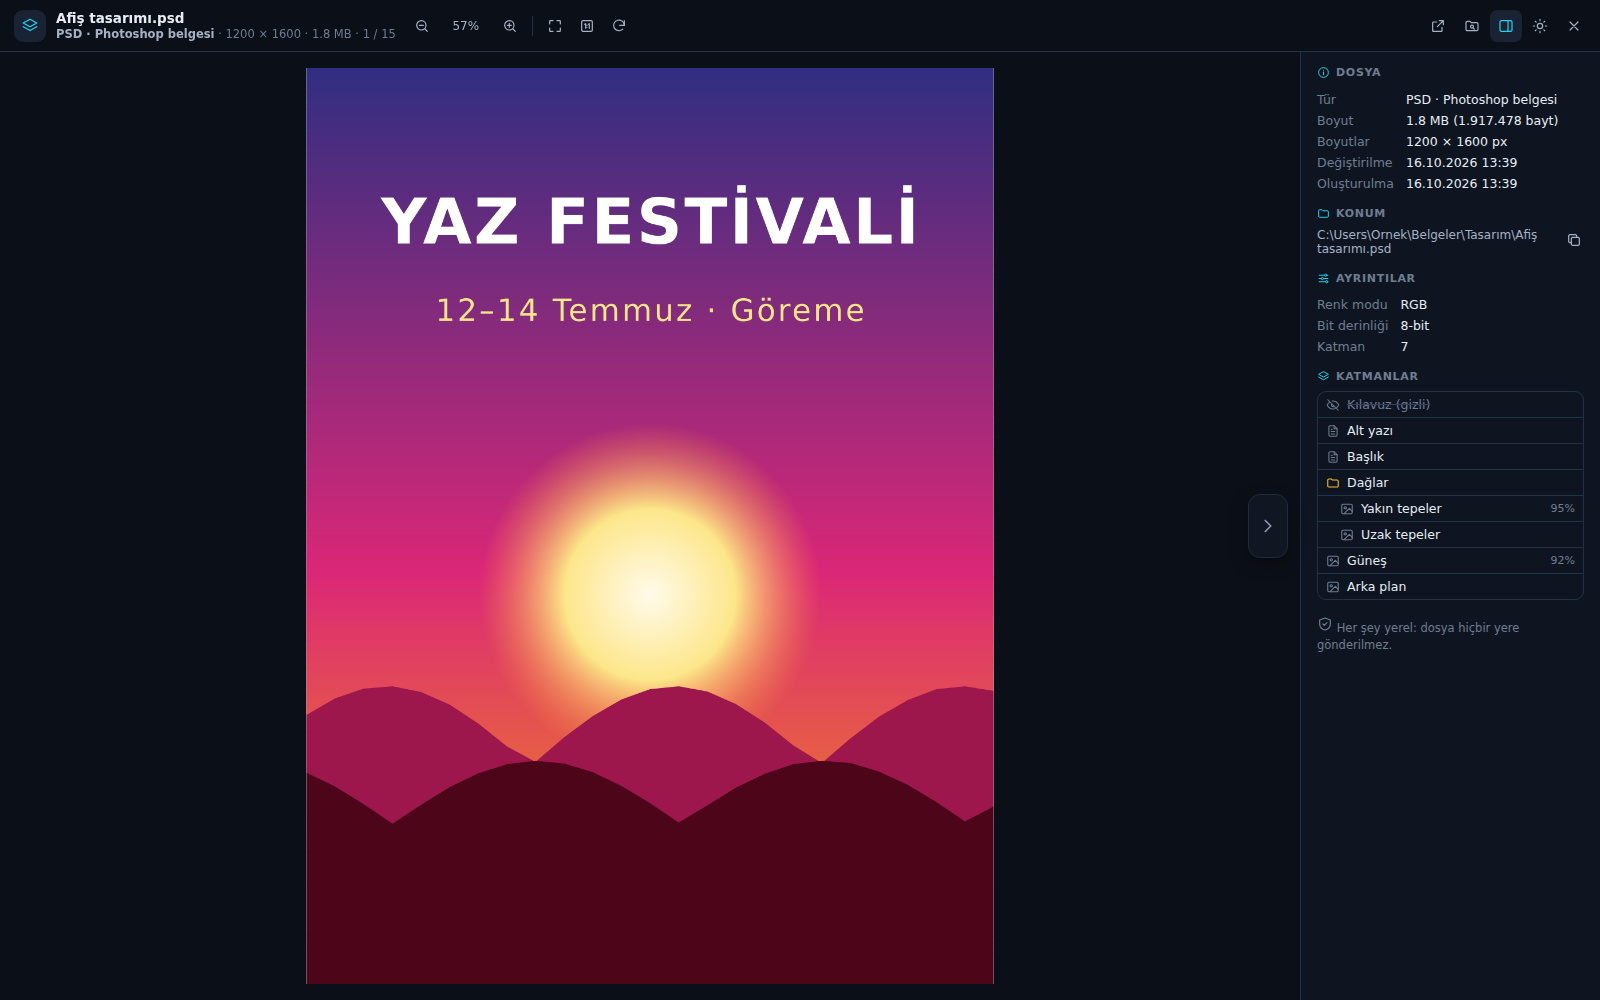 Afiş tasarımı.psd
PSD · Photoshop belgesi · 1200 × 1600 · 1.8 MB · 1 / 15
57%
YAZ FESTİVALİ
12–14 Temmuz · Göreme
DOSYA
Tür PSD · Photoshop belgesi
Boyut 1.8 MB (1.917.478 bayt)
Boyutlar 1200 × 1600 px
Değiştirilme 16.10.2026 13:39
Oluşturulma 16.10.2026 13:39
KONUM
C:\Users\Ornek\Belgeler\Tasarım\Afiş
tasarımı.psd
AYRINTILAR
Renk modu RGB
Bit derinliği 8-bit
Katman 7
KATMANLAR
Kılavuz (gizli)
Alt yazı
Başlık
Dağlar
Yakın tepeler 95%
Uzak tepeler
Güneş 92%
Arka plan
Her şey yerel: dosya hiçbir yere
gönderilmez.